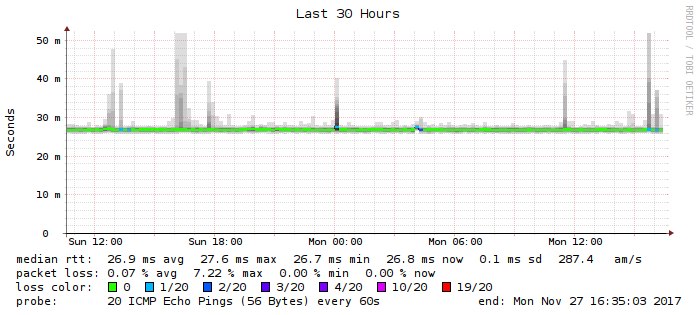 Last 30 Hours
RRDTOOL / TOBI OETIKER
Seconds
50 m
40 m
30 m
20 m
10 m
0
Sun 12:00 Sun 18:00 Mon 00:00 Mon 06:00 Mon 12:00
median rtt: 26.9 ms avg 27.6 ms max 26.7 ms min 26.8 ms now 0.1 ms sd 287.4 am/s
packet loss: 0.07 % avg 7.22 % max 0.00 % min 0.00 % now
loss color: 0 1/20 2/20 3/20 4/20 10/20 19/20
probe: 20 ICMP Echo Pings (56 Bytes) every 60s end: Mon Nov 27 16:35:03 2017